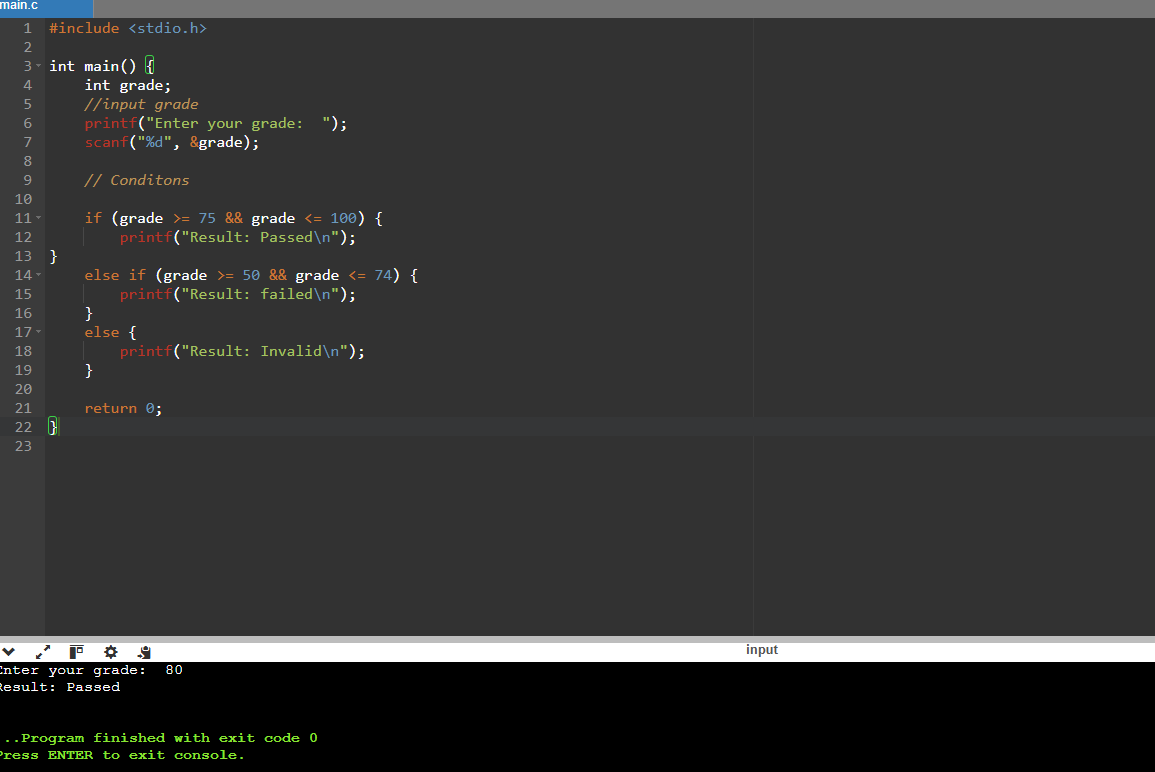 main.c
1 #include <stdio.h>
2
3 int main() {
4     int grade;
5     //input grade
6     printf("Enter your grade:  ");
7     scanf("%d", &grade);
8
9     // Conditons
10
11     if (grade >= 75 && grade <= 100) {
12         printf("Result: Passed\n");
13 }
14     else if (grade >= 50 && grade <= 74) {
15         printf("Result: failed\n");
16     }
17     else {
18         printf("Result: Invalid\n");
19     }
20
21     return 0;
22 }
23
input
Enter your grade:  80
Result: Passed
...Program finished with exit code 0
Press ENTER to exit console.